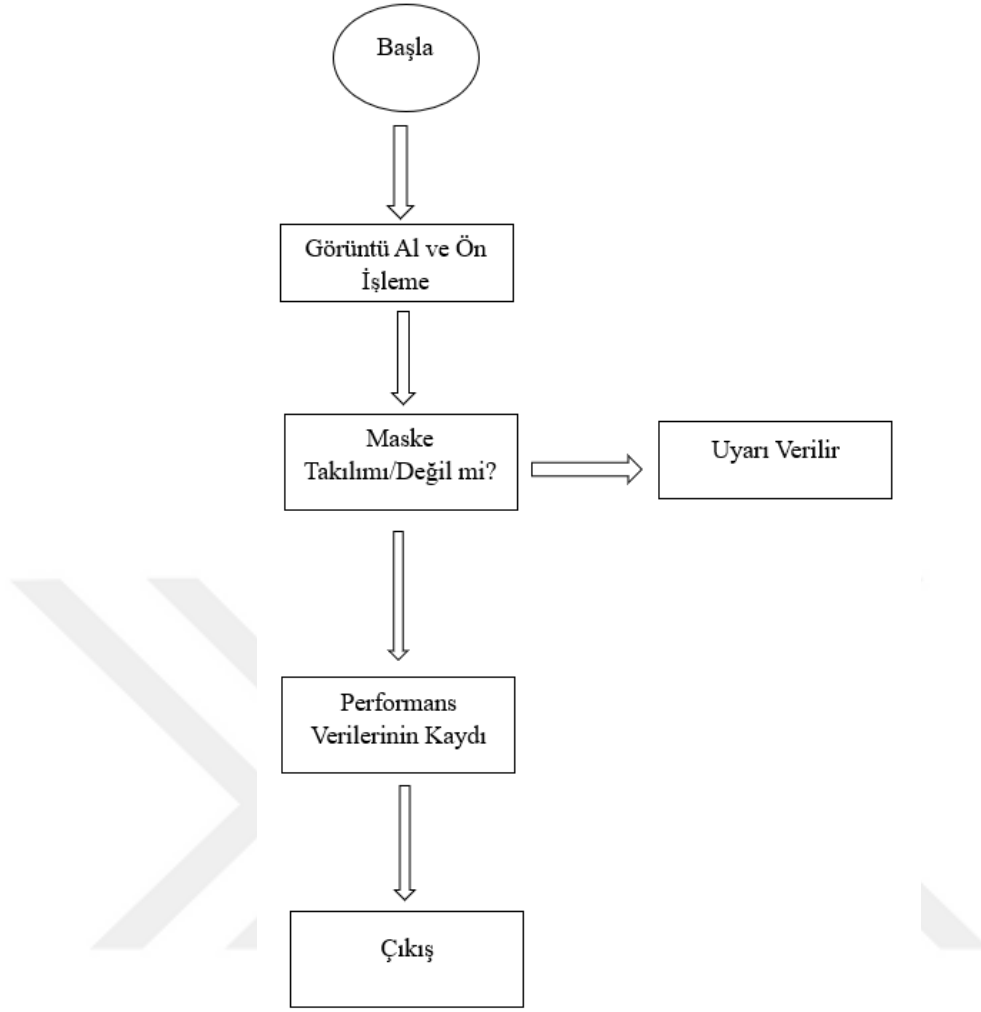 Başla
Görüntü Al ve Ön
İşleme
Maske
Takılımı/Değil mi?
Uyarı Verilir
Performans
Verilerinin Kaydı
Çıkış